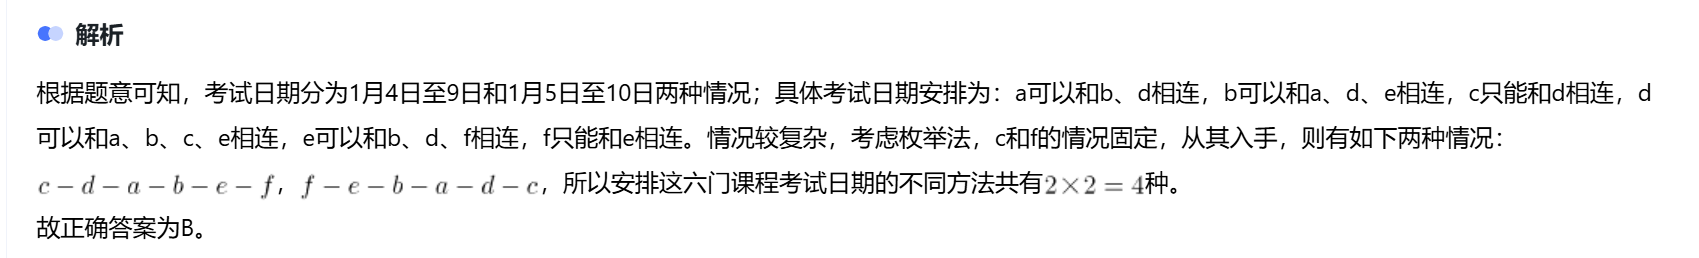 解析
根据题意可知，考试日期分为1月4日至9日和1月5日至10日两种情况；具体考试日期安排为：a可以和b、d相连，b可以和a、d、e相连，c只能和d相连，d
可以和a、b、c、e相连，e可以和b、d、f相连，f只能和e相连。情况较复杂，考虑枚举法，c和f的情况固定，从其入手，则有如下两种情况：
c − d − a − b − e − f，f − e − b − a − d − c，所以安排这六门课程考试日期的不同方法共有2×2 = 4种。
故正确答案为B。